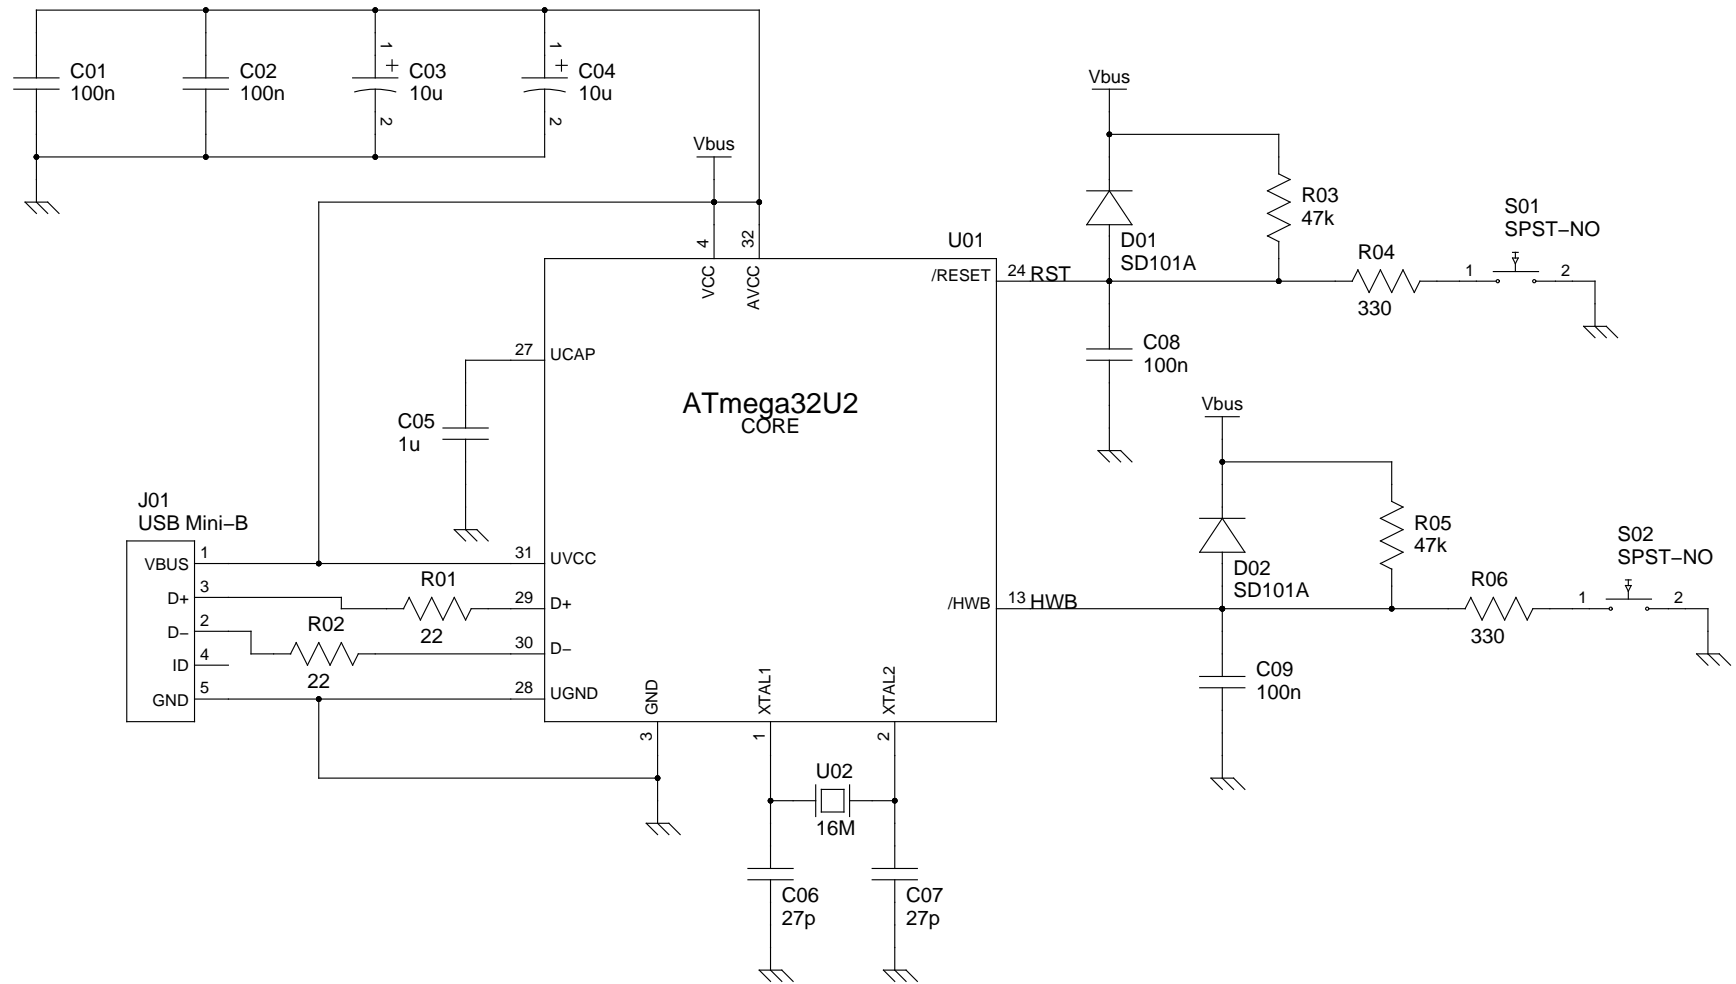 C01
100n
C02
100n
1
+
C03
10u
2
1
+
C04
10u
2
Vbus
4
32
VCC
AVCC
U01
/RESET
24 RST
27
UCAP
C05
1u
ATmega32U2
CORE
J01
USB Mini−B
VBUS
1
D+
3
D−
2
ID
4
GND
5
R01
22
R02
22
31
UVCC
29
D+
30
D−
28
UGND
GND
3
XTAL1
1
XTAL2
2
U02
16M
C06
27p
C07
27p
/HWB
13 HWB
Vbus
D01
SD101A
R03
47k
R04
330
S01
SPST−NO
1
2
C08
100n
Vbus
D02
SD101A
R05
47k
R06
330
S02
SPST−NO
1
2
C09
100n